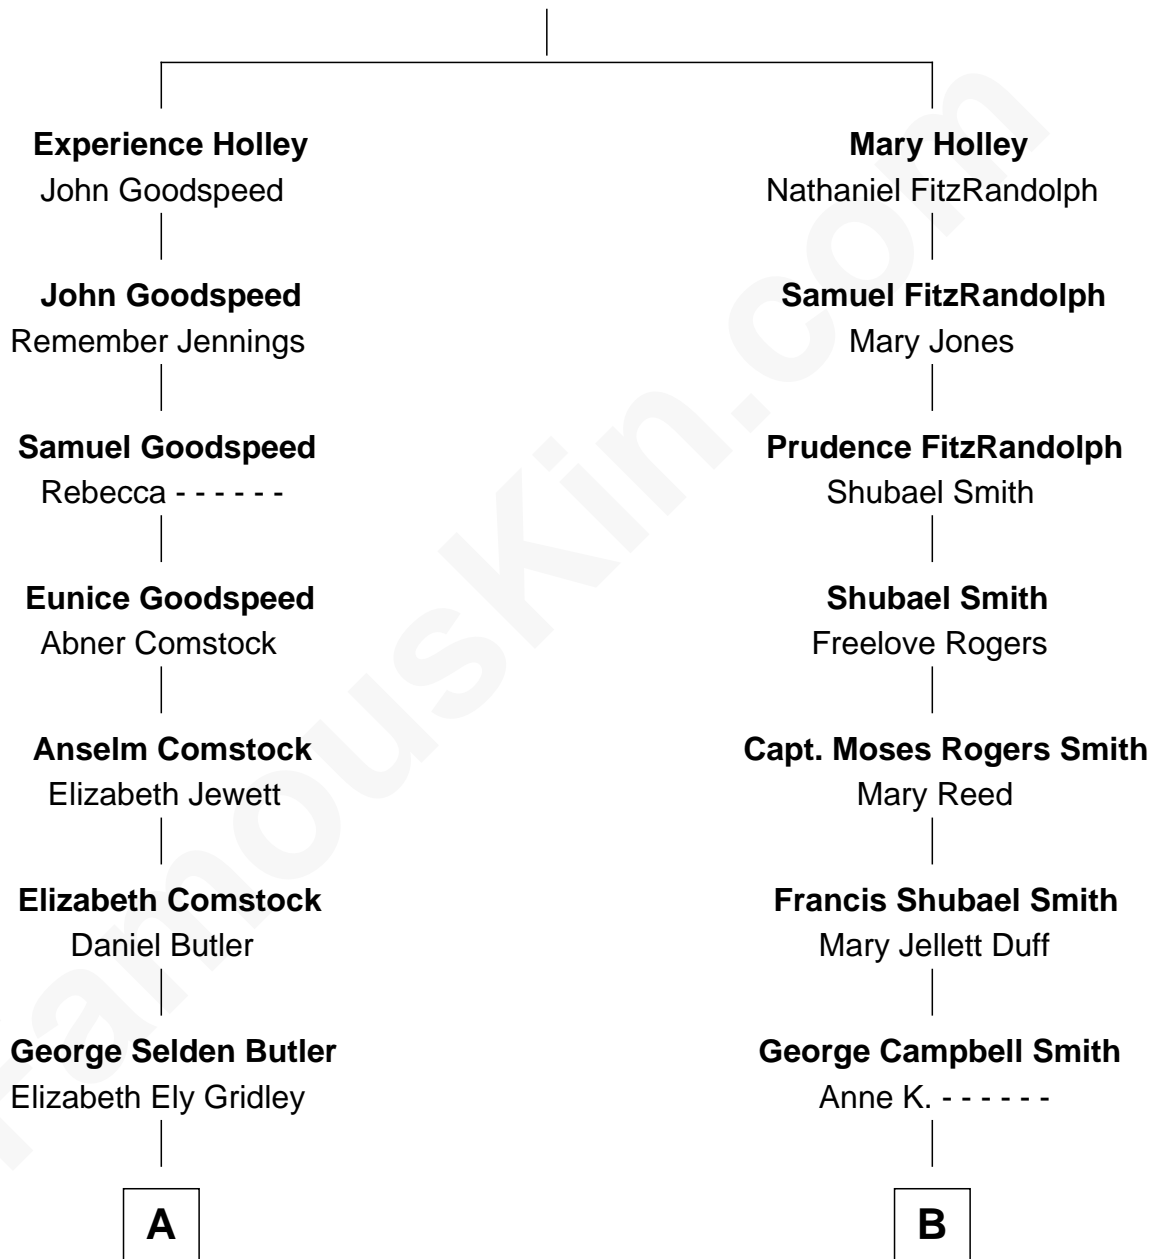 Experience Holley
John Goodspeed
Mary Holley
Nathaniel FitzRandolph
John Goodspeed
Remember Jennings
Samuel FitzRandolph
Mary Jones
Samuel Goodspeed
Rebecca - - - - - -
Prudence FitzRandolph
Shubael Smith
Eunice Goodspeed
Abner Comstock
Shubael Smith
Freelove Rogers
Anselm Comstock
Elizabeth Jewett
Capt. Moses Rogers Smith
Mary Reed
Elizabeth Comstock
Daniel Butler
Francis Shubael Smith
Mary Jellett Duff
George Selden Butler
Elizabeth Ely Gridley
George Campbell Smith
Anne K. - - - - - -
A
B
FamousKin.com